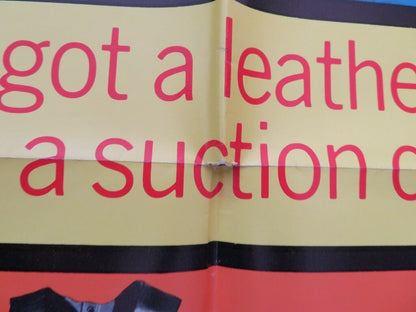 got a leathe
a suction c